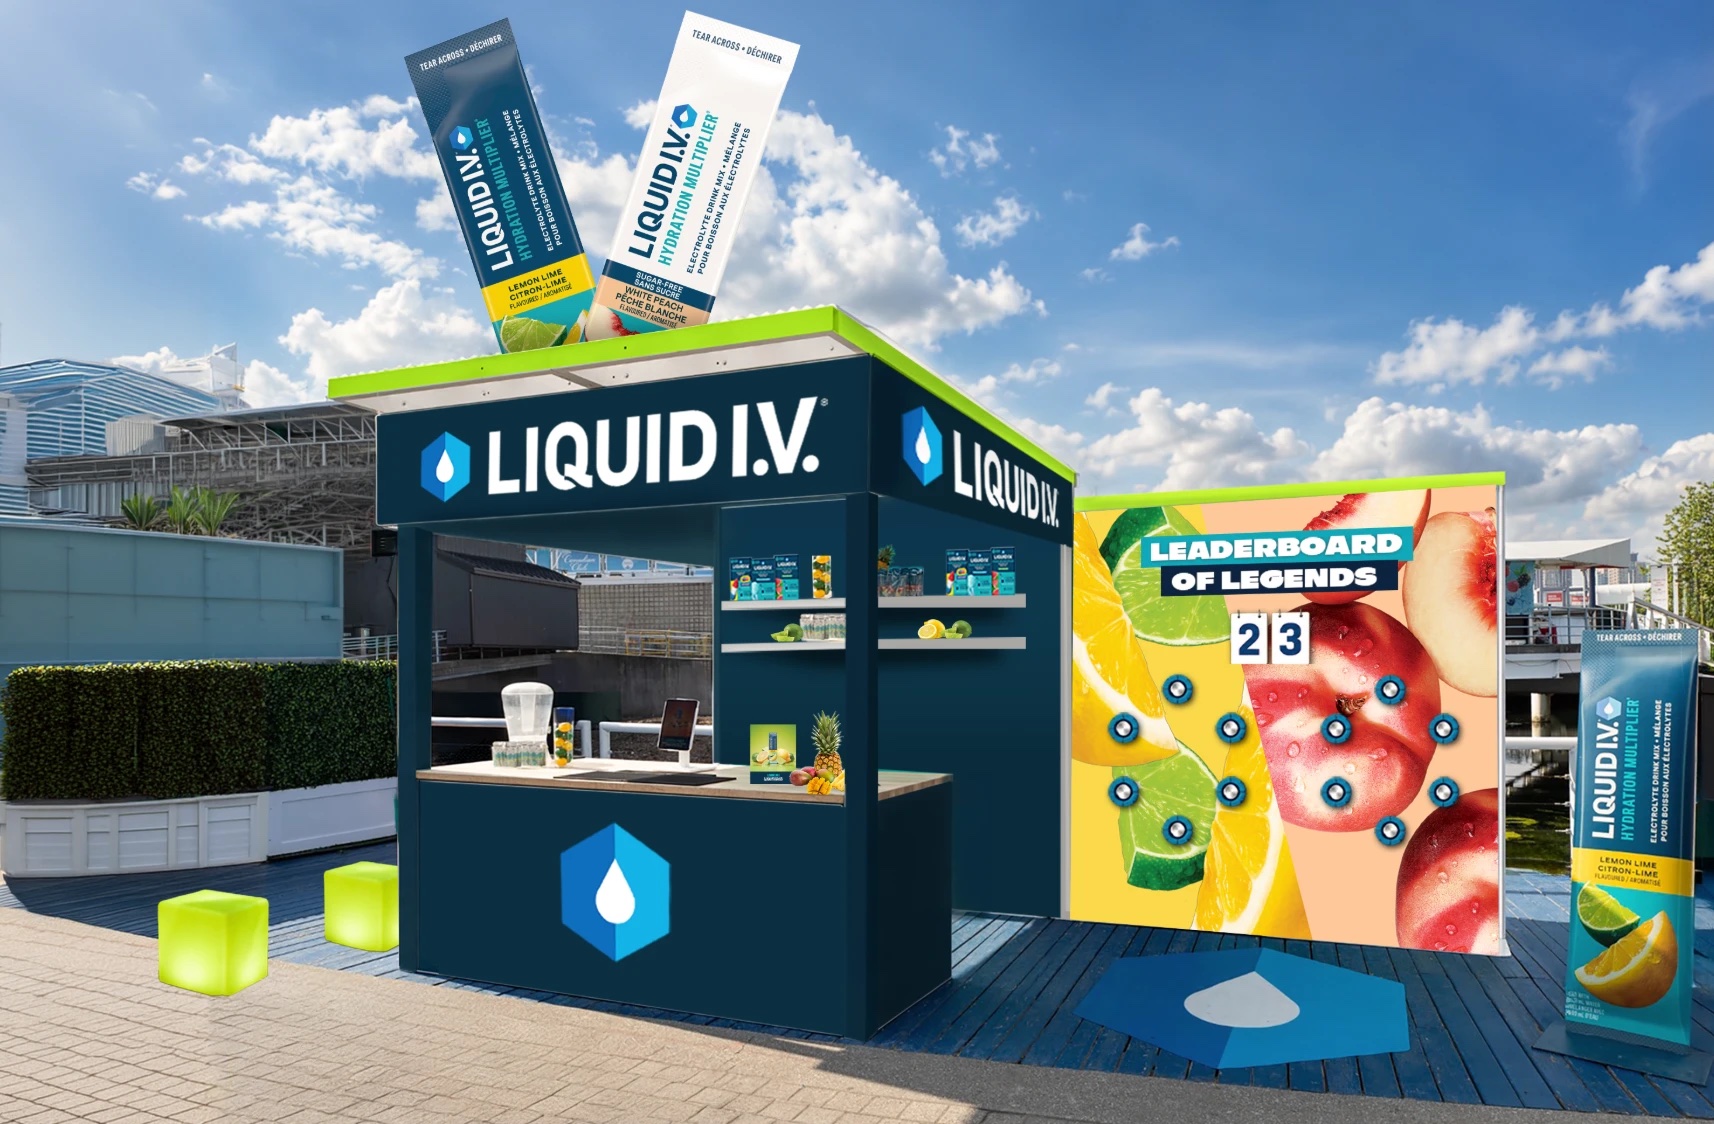 TEAR ACROSS • DÉCHIRER
LIQUID I.V.
HYDRATION MULTIPLIER
ELECTROLYTE DRINK MIX • MÉLANGE
POUR BOISSON AUX ÉLECTROLYTES
LEMON LIME
CITRON-LIME
FLAVOURED / AROMATISÉ
TEAR ACROSS • DÉCHIRER
LIQUID I.V.
HYDRATION MULTIPLIER®
ELECTROLYTE DRINK MIX • MÉLANGE
POUR BOISSON AUX ÉLECTROLYTES
SUGAR-FREE
SANS SUCRE
WHITE PEACH
PÊCHE BLANCHE
FLAVOURED / AROMATISÉ
LIQUID I.V.®
LIQUID I.V.
LIQUID I.V.
LIQUID I.V.
LEADERBOARD
OF LEGENDS
23
TEAR ACROSS • DÉCHIRER
LIQUID I.V.
HYDRATION MULTIPLIER®
ELECTROLYTE DRINK MIX • MÉLANGE
POUR BOISSON AUX ÉLECTROLYTES
LEMON LIME
CITRON-LIME
FLAVOURED / AROMATISÉ